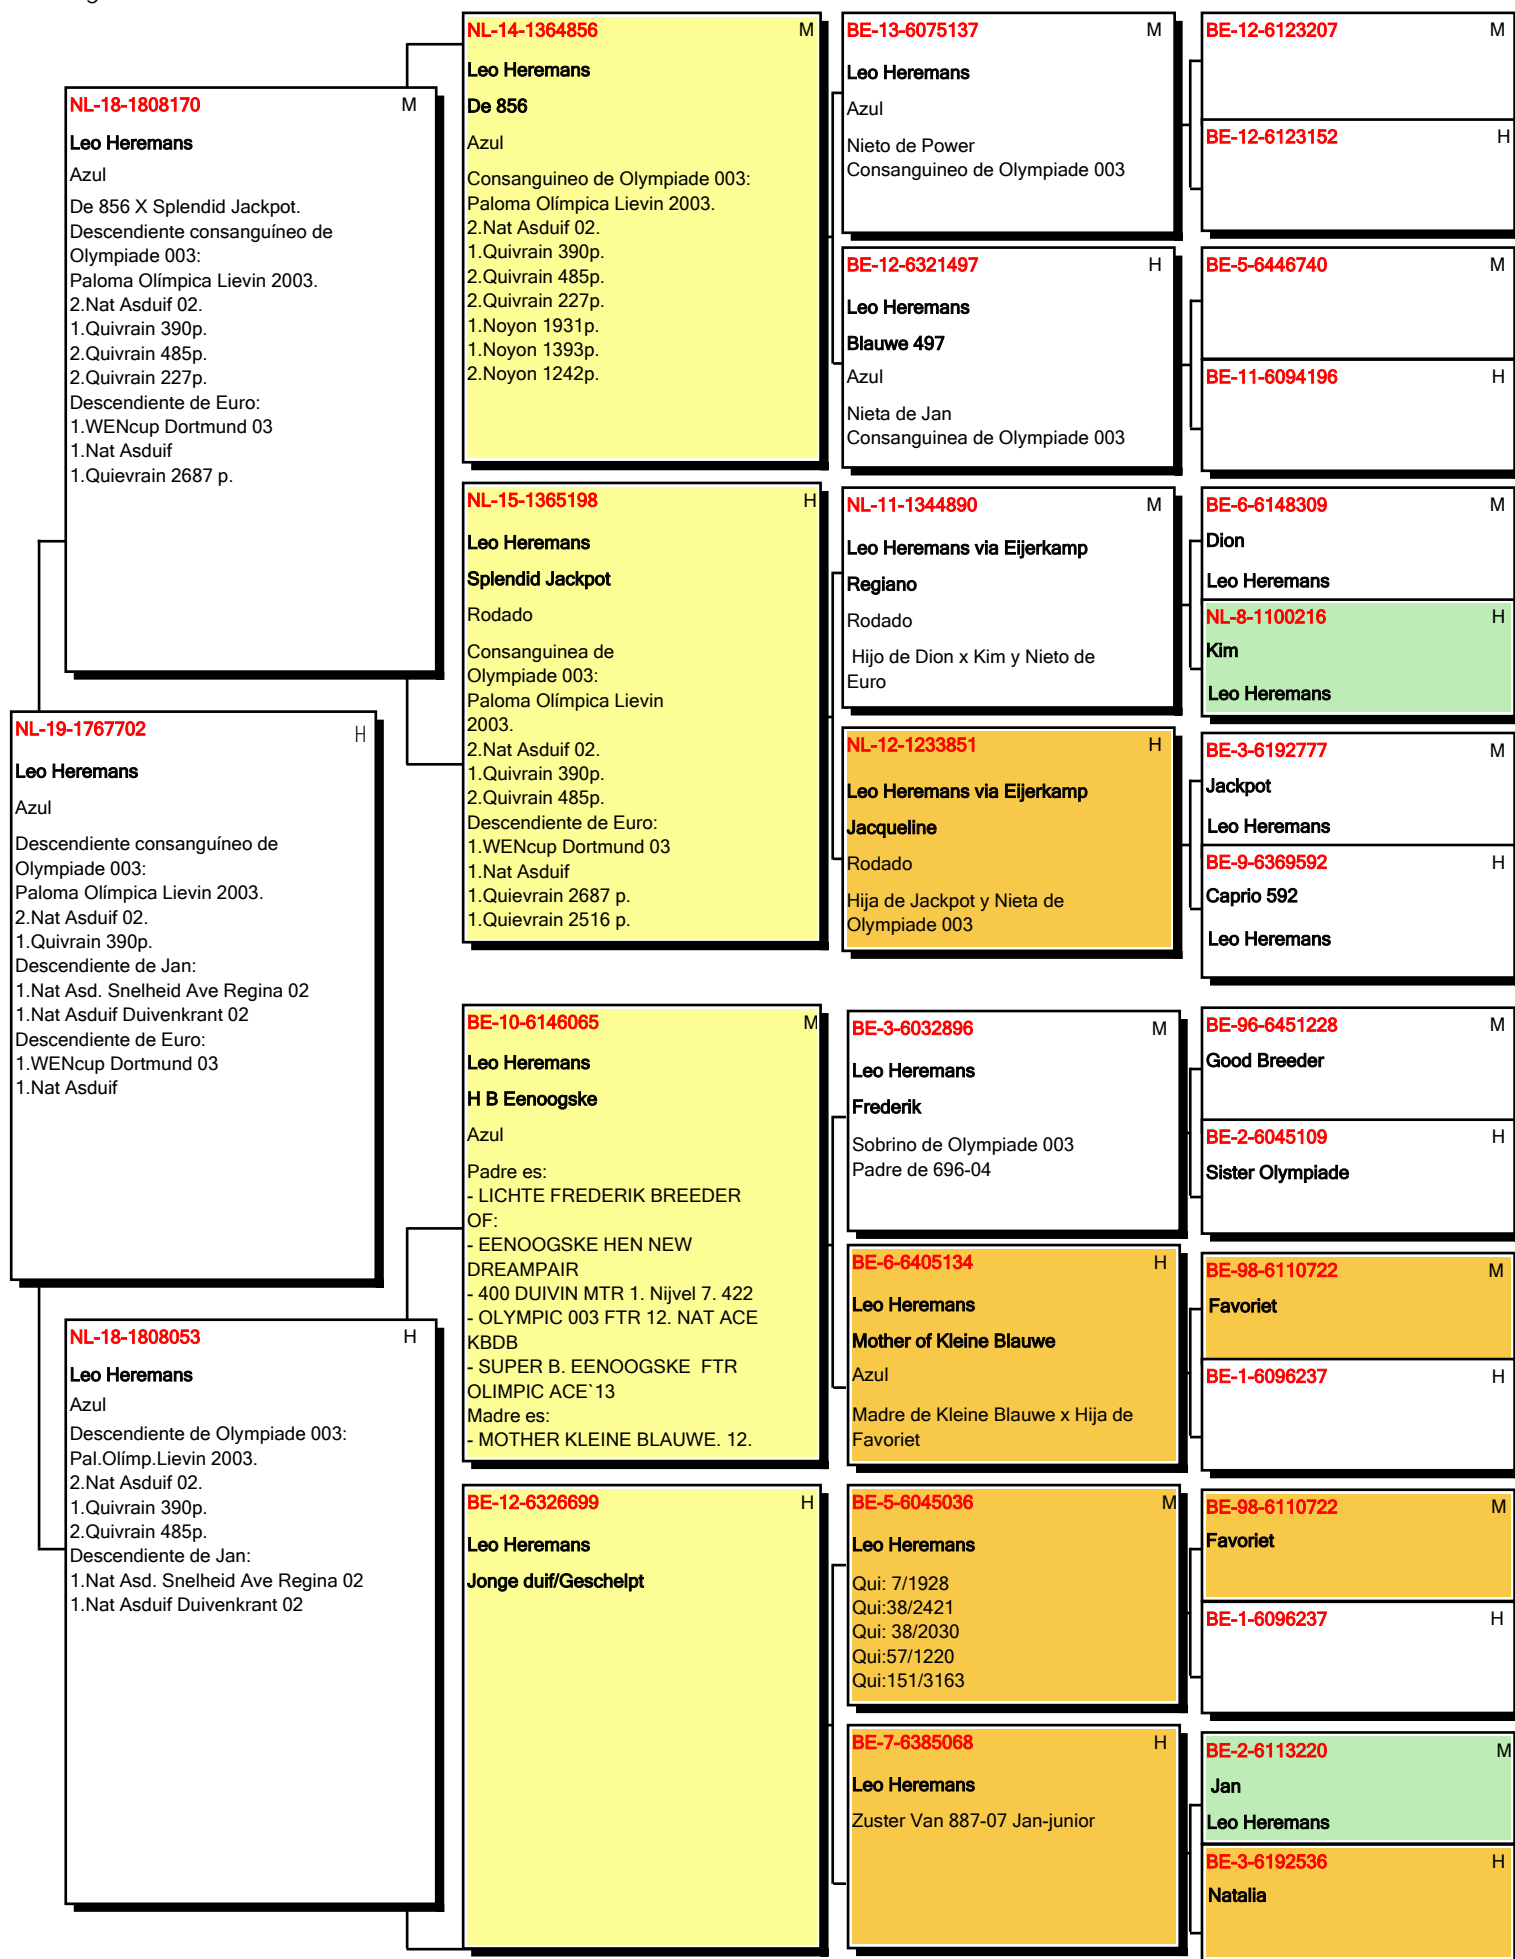 NL-19-1767702 H
Leo Heremans
Azul
Descendiente consanguíneo de
Olympiade 003:
Paloma Olímpica Lievin 2003.
2.Nat Asduif 02.
1.Quivrain 390p.
Descendiente de Jan:
1.Nat Asd. Snelheid Ave Regina 02
1.Nat Asduif Duivenkrant 02
Descendiente de Euro:
1.WENcup Dortmund 03
1.Nat Asduif
NL-18-1808170 M
Leo Heremans
Azul
De 856 X Splendid Jackpot.
Descendiente consanguíneo de
Olympiade 003:
Paloma Olímpica Lievin 2003.
2.Nat Asduif 02.
1.Quivrain 390p.
2.Quivrain 485p.
2.Quivrain 227p.
Descendiente de Euro:
1.WENcup Dortmund 03
1.Nat Asduif
1.Quievrain 2687 p.
NL-18-1808053 H
Leo Heremans
Azul
Descendiente de Olympiade 003:
Pal.Olímp.Lievin 2003.
2.Nat Asduif 02.
1.Quivrain 390p.
2.Quivrain 485p.
Descendiente de Jan:
1.Nat Asd. Snelheid Ave Regina 02
1.Nat Asduif Duivenkrant 02
NL-14-1364856 M
Leo Heremans
De 856
Azul
Consanguineo de Olympiade 003:
Paloma Olímpica Lievin 2003.
2.Nat Asduif 02.
1.Quivrain 390p.
2.Quivrain 485p.
2.Quivrain 227p.
1.Noyon 1931p.
1.Noyon 1393p.
2.Noyon 1242p.
NL-15-1365198 H
Leo Heremans
Splendid Jackpot
Rodado
Consanguinea de
Olympiade 003:
Paloma Olímpica Lievin
2003.
2.Nat Asduif 02.
1.Quivrain 390p.
2.Quivrain 485p.
Descendiente de Euro:
1.WENcup Dortmund 03
1.Nat Asduif
1.Quievrain 2687 p.
1.Quievrain 2516 p.
BE-10-6146065 M
Leo Heremans
H B Eenoogske
Azul
Padre es:
- LICHTE FREDERIK BREEDER
OF:
- EENOOGSKE HEN NEW
DREAMPAIR
- 400 DUIVIN MTR 1. Nijvel 7. 422
- OLYMPIC 003 FTR 12. NAT ACE
KBDB
- SUPER B. EENOOGSKE FTR
OLIMPIC ACE`13
Madre es:
- MOTHER KLEINE BLAUWE. 12.
BE-12-6326699 H
Leo Heremans
Jonge duif/Geschelpt
BE-13-6075137 M
Leo Heremans
Azul
Nieto de Power
Consanguineo de Olympiade 003
BE-12-6321497 H
Leo Heremans
Blauwe 497
Azul
Nieta de Jan
Consanguinea de Olympiade 003
NL-11-1344890 M
Leo Heremans via Eijerkamp
Regiano
Rodado
Hijo de Dion x Kim y Nieto de
Euro
NL-12-1233851 H
Leo Heremans via Eijerkamp
Jacqueline
Rodado
Hija de Jackpot y Nieta de
Olympiade 003
BE-3-6032896 M
Leo Heremans
Frederik
Sobrino de Olympiade 003
Padre de 696-04
BE-6-6405134 H
Leo Heremans
Mother of Kleine Blauwe
Azul
Madre de Kleine Blauwe x Hija de
Favoriet
BE-5-6045036 M
Leo Heremans
Qui: 7/1928
Qui:38/2421
Qui: 38/2030
Qui:57/1220
Qui:151/3163
BE-7-6385068 H
Leo Heremans
Zuster Van 887-07 Jan-junior
BE-12-6123207 M
BE-12-6123152 H
BE-5-6446740 M
BE-11-6094196 H
BE-6-6148309 M
Dion
Leo Heremans
NL-8-1100216 H
Kim
Leo Heremans
BE-3-6192777 M
Jackpot
Leo Heremans
BE-9-6369592 H
Caprio 592
Leo Heremans
BE-96-6451228 M
Good Breeder
BE-2-6045109 H
Sister Olympiade
BE-98-6110722 M
Favoriet
BE-1-6096237 H
BE-98-6110722 M
Favoriet
BE-1-6096237 H
BE-2-6113220 M
Jan
Leo Heremans
BE-3-6192536 H
Natalia